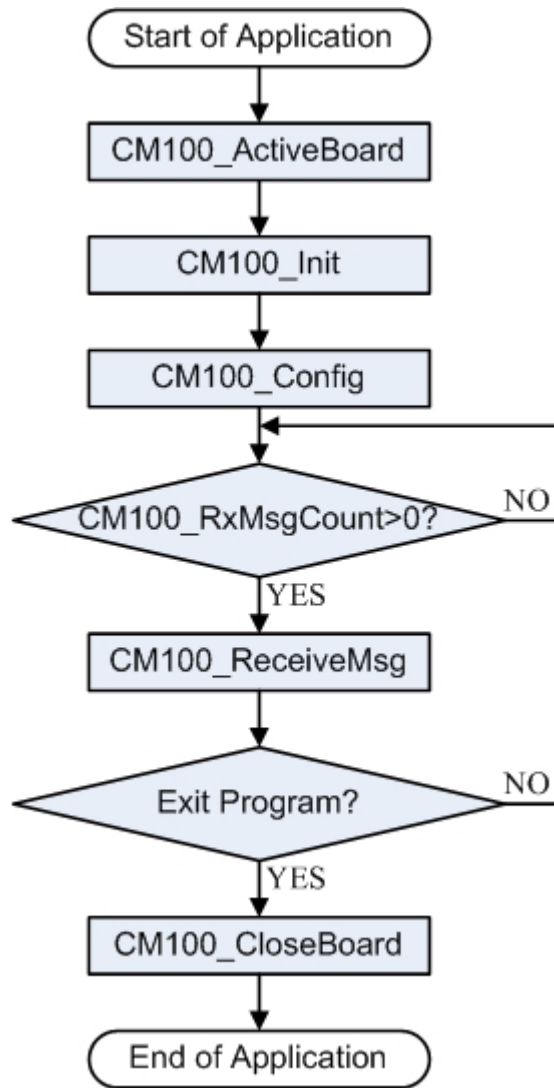 Start of Application
CM100_ActiveBoard
CM100_Init
CM100_Config
CM100_RxMsgCount>0?
NO
YES
CM100_ReceiveMsg
Exit Program?
NO
YES
CM100_CloseBoard
End of Application